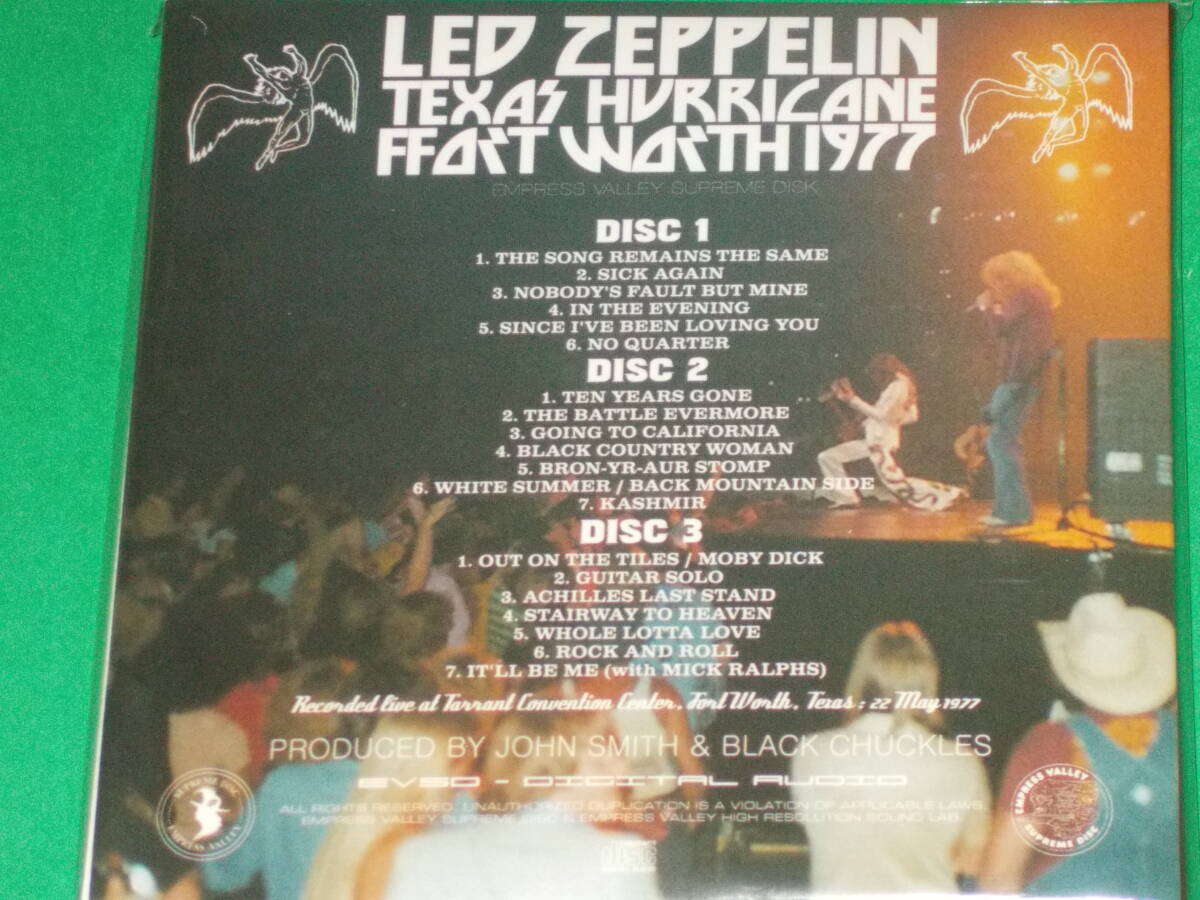 LED ZEPPELIN
TEXAS HURRICANE
FFORT WORTH 1977
EMPRESS VALLEY SUPREME DISK
DISC 1
1. THE SONG REMAINS THE SAME
2. SICK AGAIN
3. NOBODY'S FAULT BUT MINE
4. IN THE EVENING
5. SINCE I'VE BEEN LOVING YOU
6. NO QUARTER
DISC 2
1. TEN YEARS GONE
2. THE BATTLE EVERMORE
3. GOING TO CALIFORNIA
4. BLACK COUNTRY WOMAN
5. BRON-YR-AUR STOMP
6. WHITE SUMMER / BACK MOUNTAIN SIDE
7. KASHMIR
DISC 3
1. OUT ON THE TILES / MOBY DICK
2. GUITAR SOLO
3. ACHILLES LAST STAND
4. STAIRWAY TO HEAVEN
5. WHOLE LOTTA LOVE
6. ROCK AND ROLL
7. IT'LL BE ME (with MICK RALPHS)
Recorded live at Tarrant Convention Center, Fort Worth, Texas : 22 May 1977
PRODUCED BY JOHN SMITH & BLACK CHUCKLES
EVSD - DIGITAL AUDIO
ALL RIGHTS RESERVED. UNAUTHORIZED DUPLICATION IS A VIOLATION OF APPLICABLE LAWS.
EMPRESS VALLEY SUPREME DISC & EMPRESS VALLEY HIGH RESOLUTION SOUND LAB.
SUPREME DISC
EMPRESS VALLEY
EMPRESS VALLEY
SUPREME DISC